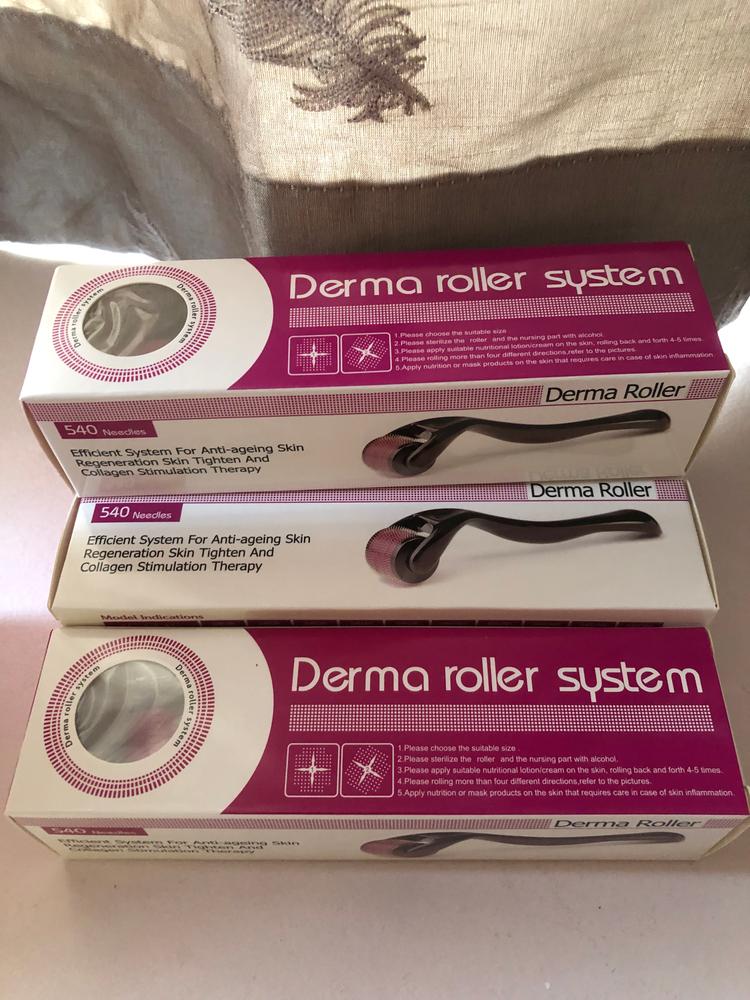 Derma roller system
Derma roller system
Derma roller system
1.Please choose the suitable size
2.Please sterilize the roller and the nursing part with alcohol.
3.Please apply suitable nutritional lotion/cream on the skin, rolling back and forth 4-5 times.
4.Please rolling more than four different directions,refer to the pictures.
5.Apply nutrition or mask products on the skin that requires care in case of skin inflammation.
Derma Roller
540 Needles
Efficient System For Anti-ageing Skin
Regeneration Skin Tighten And
Collagen Stimulation Therapy
Derma Roller
540 Needles
Efficient System For Anti-ageing Skin
Regeneration Skin Tighten And
Collagen Stimulation Therapy
Model Indications
Derma roller system
Derma roller system
Derma roller system
1.Please choose the suitable size .
2.Please sterilize the roller and the nursing part with alcohol.
3.Please apply suitable nutritional lotion/cream on the skin, rolling back and forth 4-5 times.
4.Please rolling more than four different directions,refer to the pictures.
5.Apply nutrition or mask products on the skin that requires care in case of skin inflammation.
540 Needles
Derma Roller
Efficient System For Anti-ageing Skin
Regeneration Skin Tighten And
Collagen Stimulation Therapy